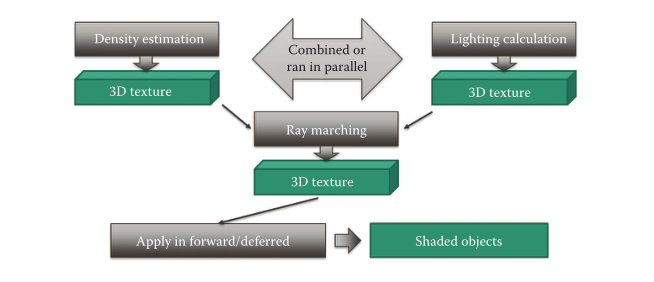 Density estimation
Combined or
ran in parallel
Lighting calculation
3D texture
3D texture
Ray marching
3D texture
Apply in forward/deferred
Shaded objects